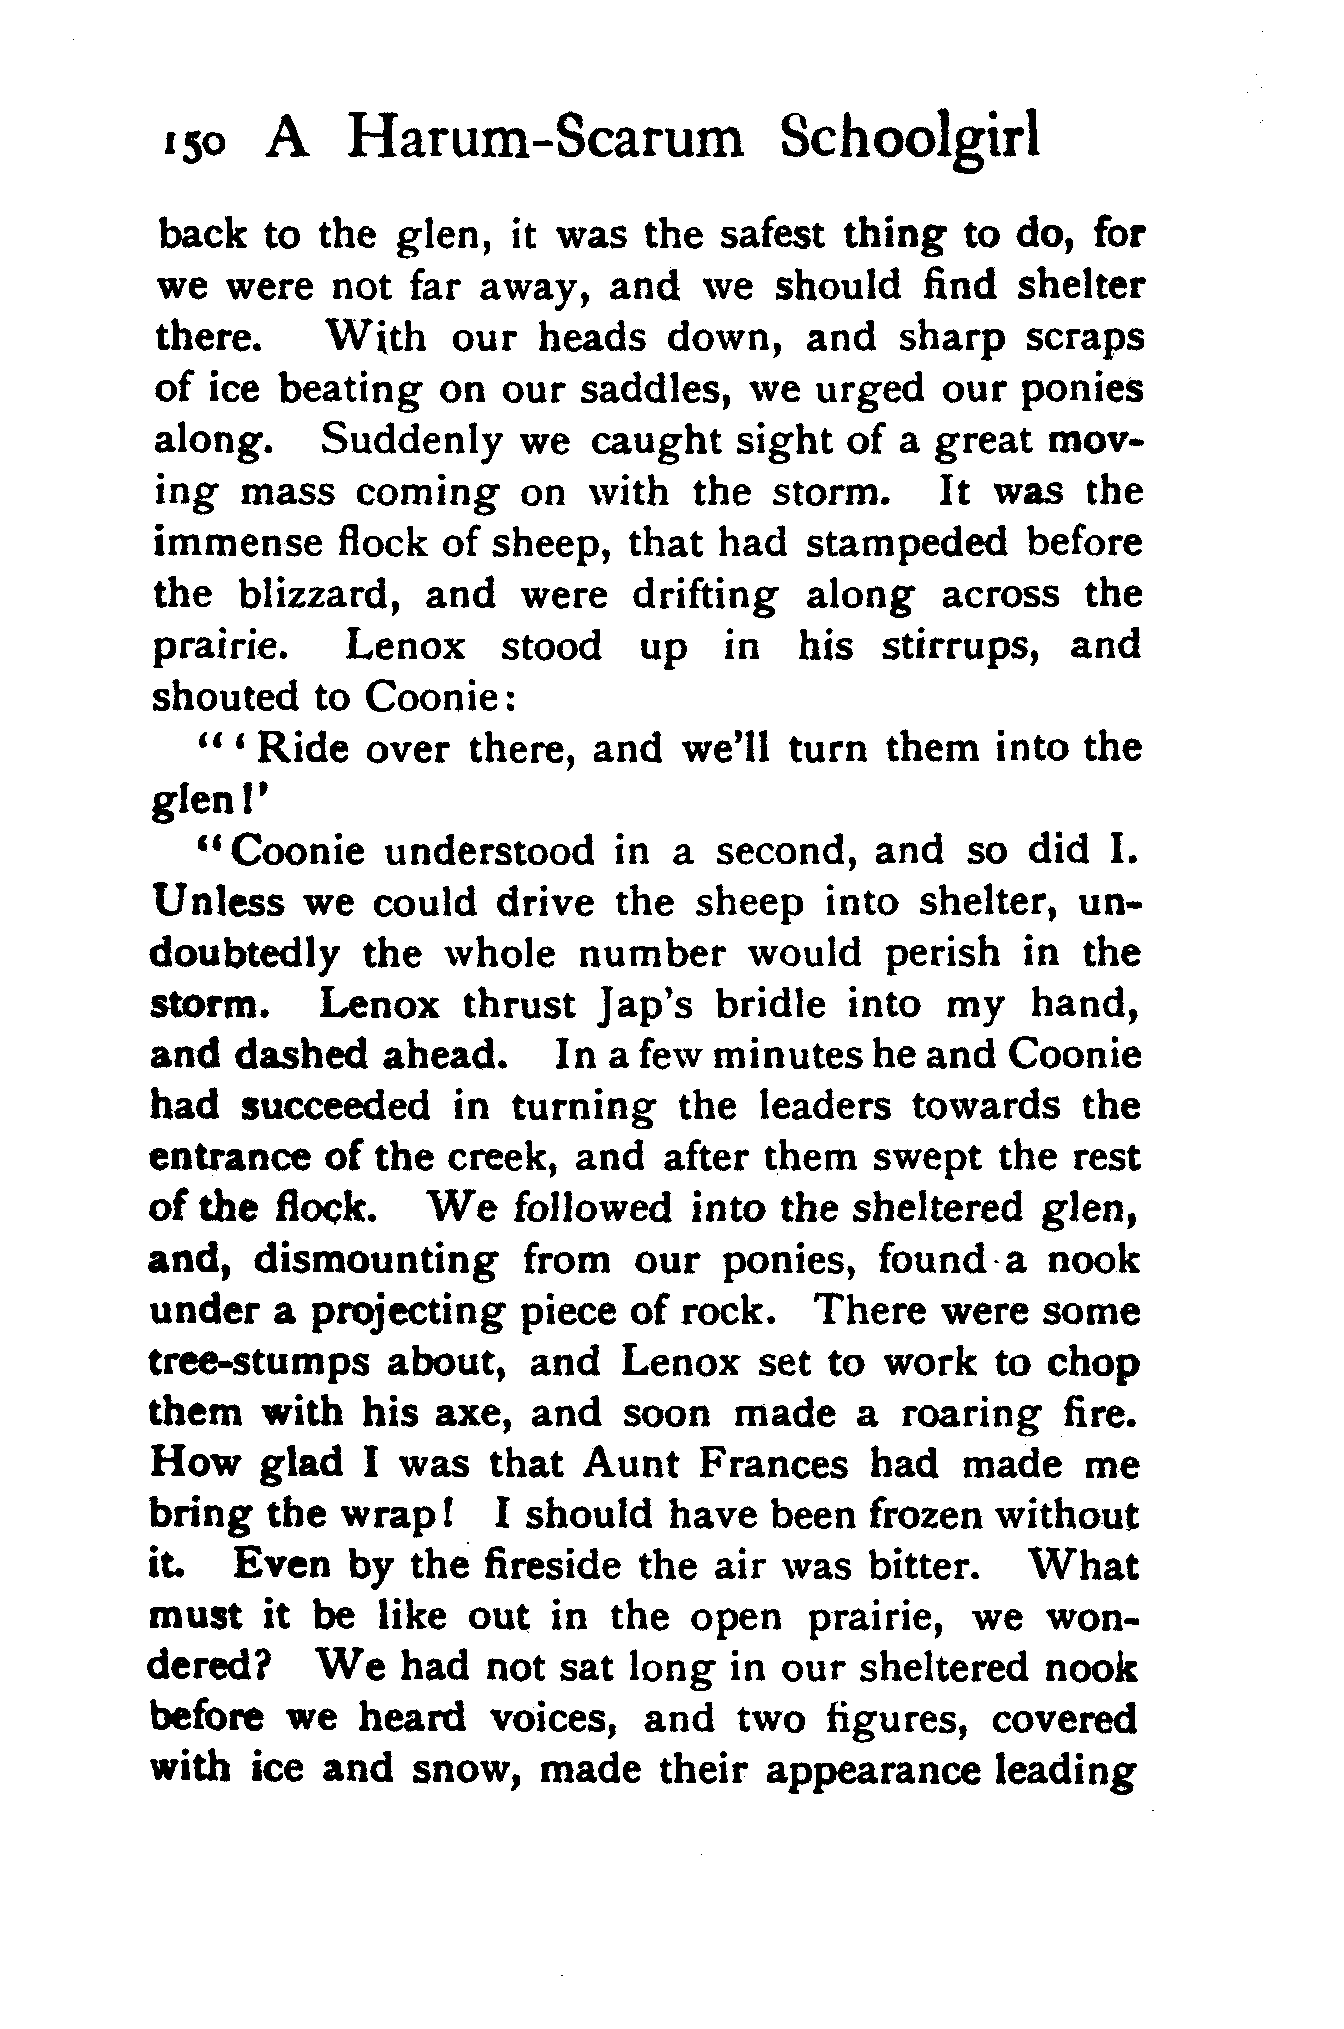 150 A Harum-Scarum Schoolgirl
back to the glen, it was the safest thing to do, for
we were not far away, and we should find shelter
there. With our heads down, and sharp scraps
of ice beating on our saddles, we urged our ponies
along. Suddenly we caught sight of a great mov-
ing mass coming on with the storm. It was the
immense flock of sheep, that had stampeded before
the blizzard, and were drifting along across the
prairie. Lenox stood up in his stirrups, and
shouted to Coonie:
“ ‘ Ride over there, and we’ll turn them into the
glen!’
“Coonie understood in a second, and so did I.
Unless we could drive the sheep into shelter, un-
doubtedly the whole number would perish in the
storm. Lenox thrust Jap’s bridle into my hand,
and dashed ahead. In a few minutes he and Coonie
had succeeded in turning the leaders towards the
entrance of the creek, and after them swept the rest
of the flock. We followed into the sheltered glen,
and, dismounting from our ponies, found a nook
under a projecting piece of rock. There were some
tree-stumps about, and Lenox set to work to chop
them with his axe, and soon made a roaring fire.
How glad I was that Aunt Frances had made me
bring the wrap! I should have been frozen without
it. Even by the fireside the air was bitter. What
must it be like out in the open prairie, we won-
dered? We had not sat long in our sheltered nook
before we heard voices, and two figures, covered
with ice and snow, made their appearance leading